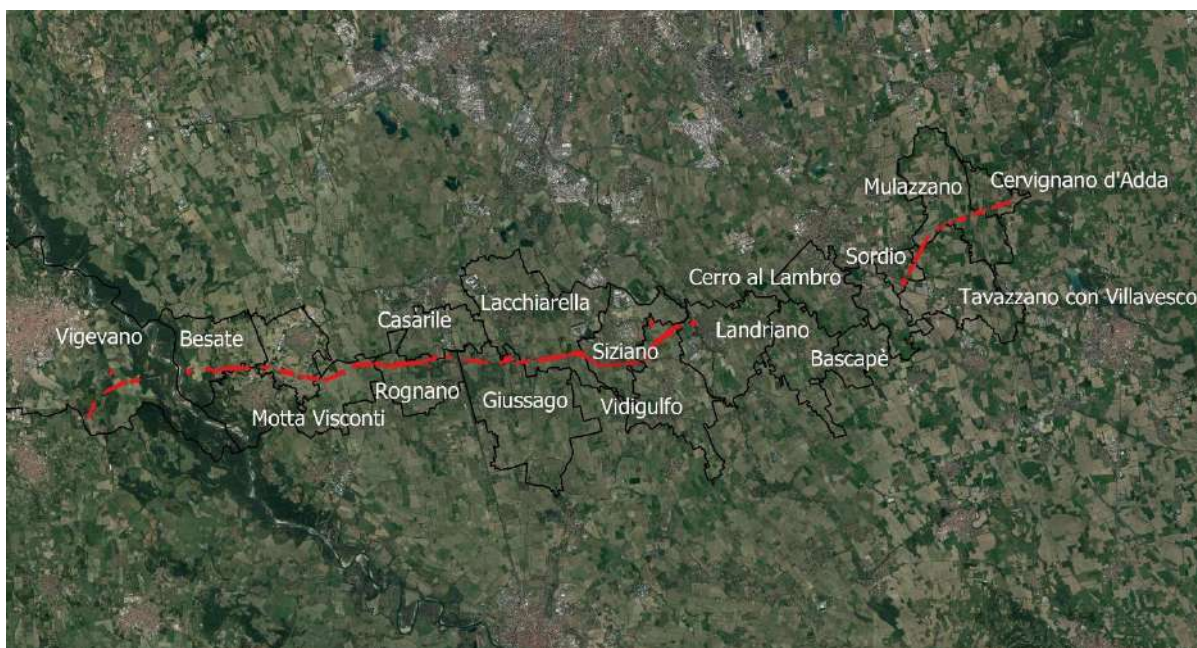 Mulazzano
Cervignano d'Adda
Sordio
Cerro al Lambro
Tavazzano con Villavesco
Lacchiarella
Casarile
Vigevano
Besate
Siziano
Landriano
Bascapè
Rognano
Giussago
Vidigulfo
Motta Visconti